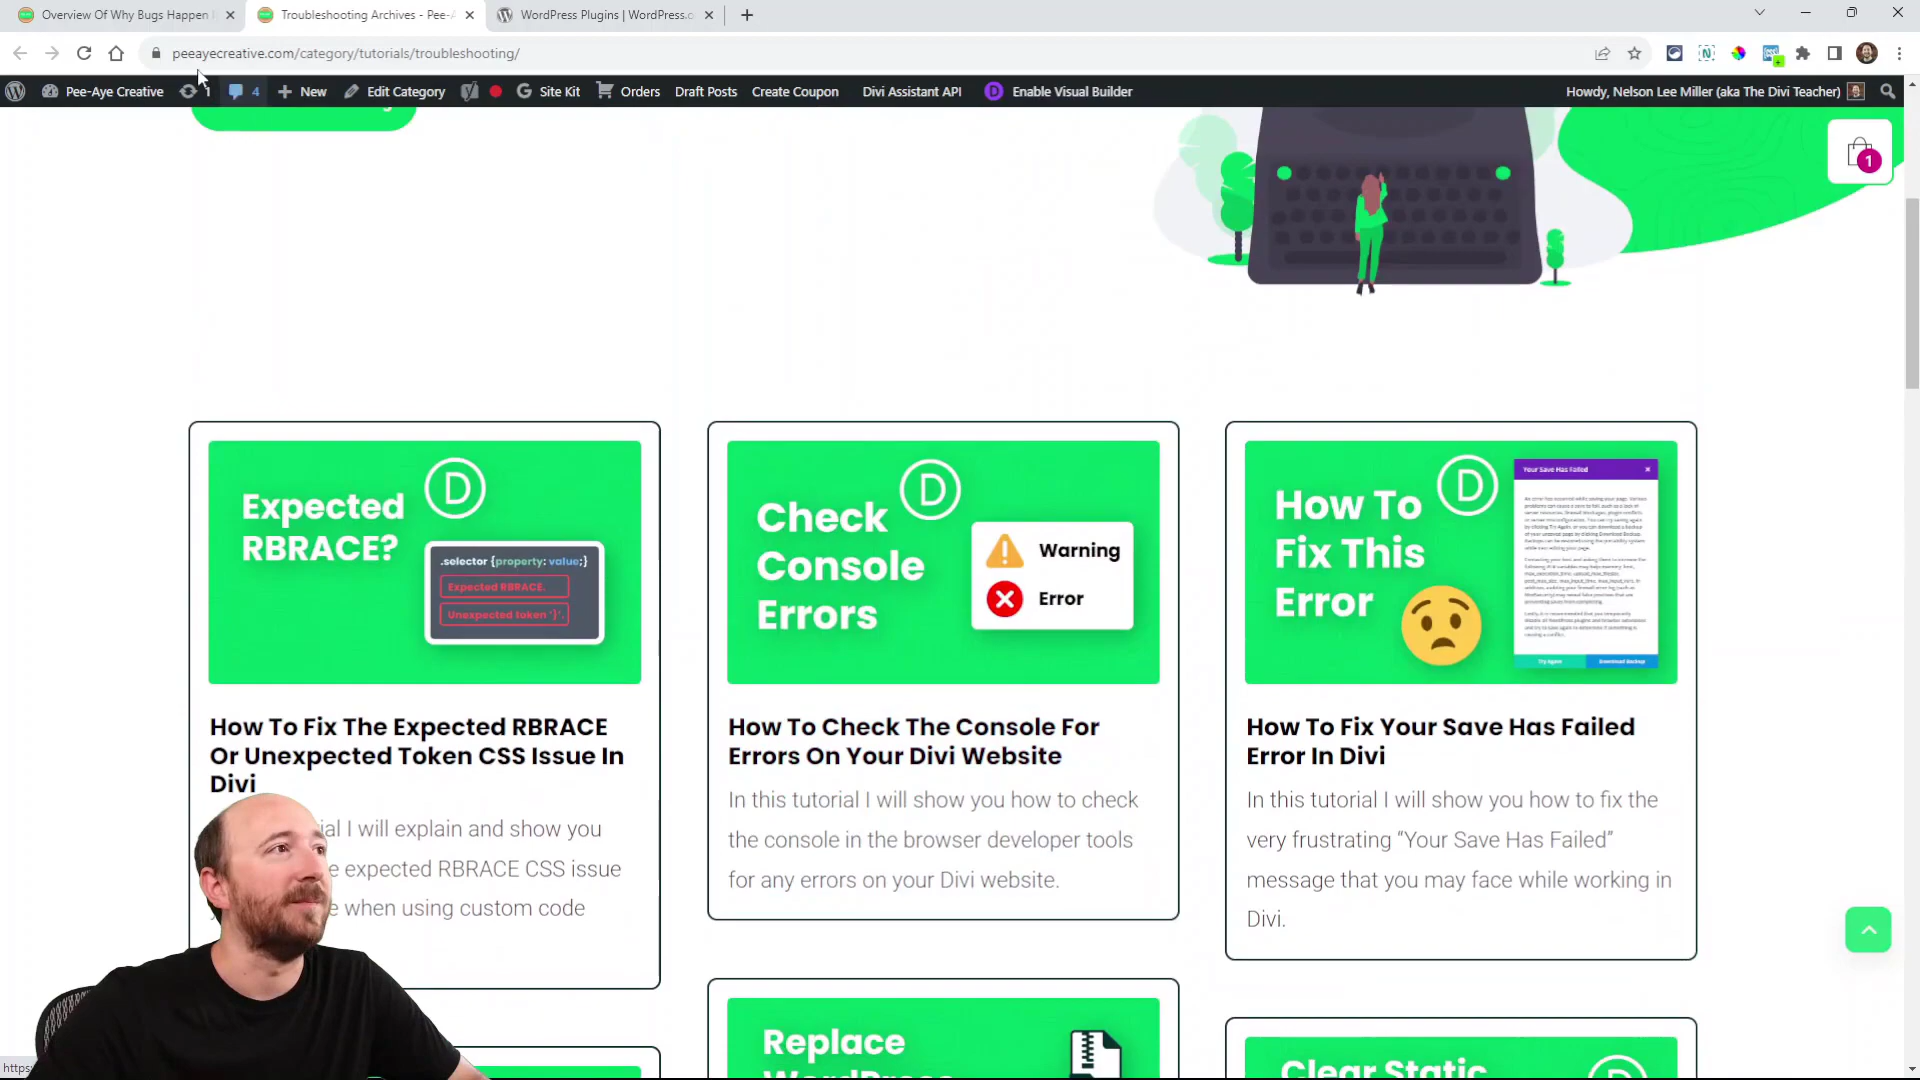 Overview Of Why Bugs Happen
Troubleshooting Archives - Pee-A
WordPress Plugins | WordPress.o
peeayecreative.com/category/tutorials/troubleshooting/
Pee-Aye Creative
1
4
New
Edit Category
Site Kit
Orders
Draft Posts
Create Coupon
Divi Assistant API
Enable Visual Builder
Howdy, Nelson Lee Miller (aka The Divi Teacher)
1
Expected
RBRACE?
D
.selector {property: value;}
Expected RBRACE.
Unexpected token '}'.
Check
Console
Errors
D
Warning
Error
How To
Fix This
Error
D
Your Save Has Failed
Try Again
Download Backup
How To Fix The Expected RBRACE
Or Unexpected Token CSS Issue In
Divi
ial I will explain and show you
e expected RBRACE CSS issue
e when using custom code
How To Check The Console For
Errors On Your Divi Website
In this tutorial I will show you how to check
the console in the browser developer tools
for any errors on your Divi website.
How To Fix Your Save Has Failed
Error In Divi
In this tutorial I will show you how to fix the
very frustrating “Your Save Has Failed”
message that you may face while working in
Divi.
Replace
WordPress
Clear Static
https: